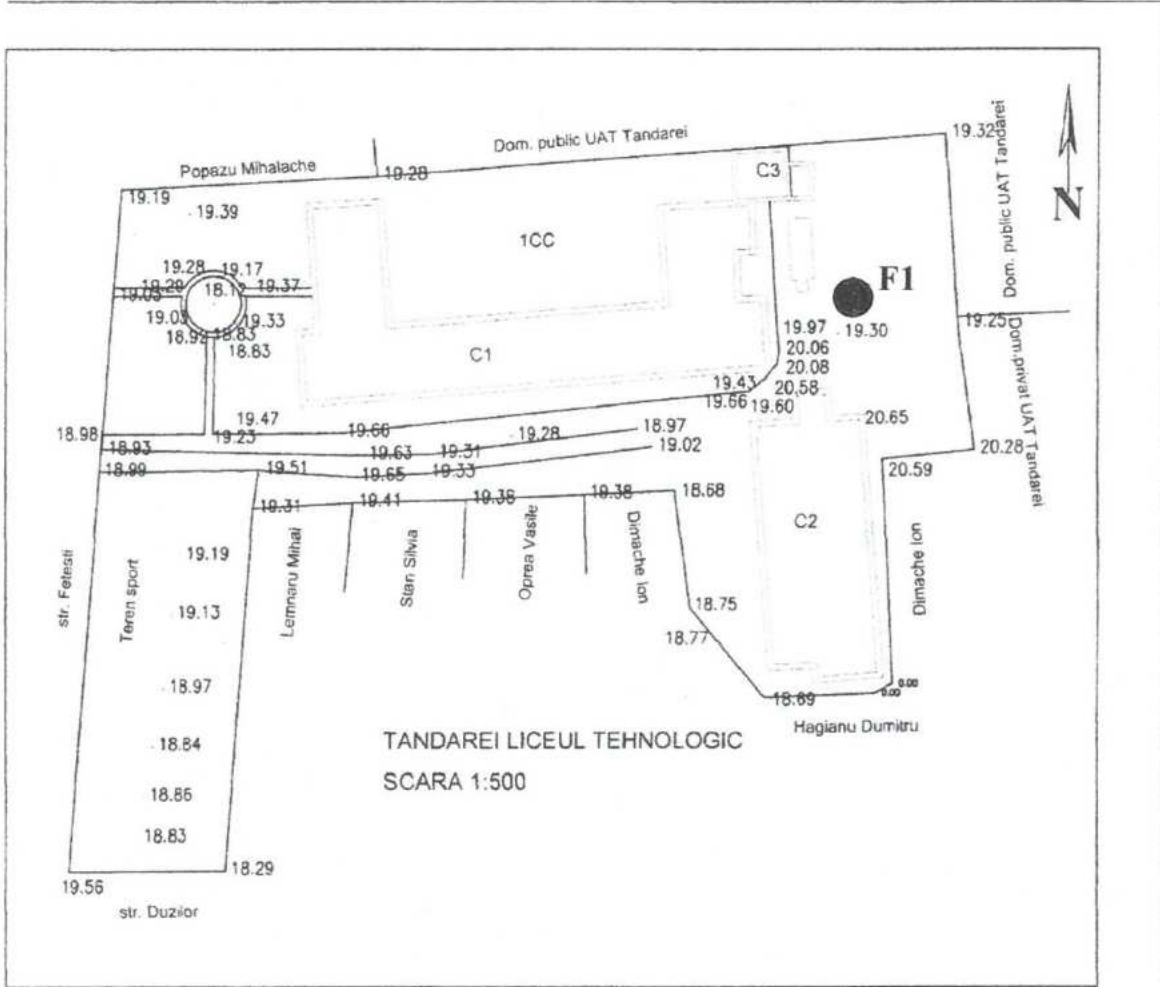 Dom. public UAT Tandarei
19.32
Popazu Mihalache
19.28
C3
Dom. public UAT Tandarei
19.19
19.39
N
1CC
19.28
19.17
19.29
19.37
19.05
F1
19.03
19.33
19.97
19.30
19.25
18.92
18.83
20.06
18.83
C1
20.08
Dom.privat UAT Tandarei
19.43
20.58
19.66
19.60
20.65
19.47
18.98
19.23
19.66
19.28
18.97
18.93
19.63
19.31
19.02
20.28
18.99
19.51
19.65
19.33
20.59
19.31
19.41
19.38
19.38
18.68
C2
str. Fetesti
Teren sport
19.19
Lemnaru Mihai
Stan Silvia
Oprea Vasile
Dimache Ion
Dimache Ion
19.13
18.75
18.77
18.97
0.00
0.00
18.69
Hagianu Dumitru
TANDAREI LICEUL TEHNOLOGIC
18.84
SCARA 1:500
18.86
18.83
18.29
19.56
str. Duzilor